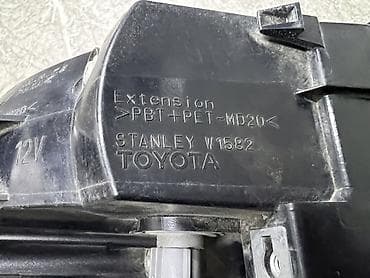 Extension
>PBT+PET-MD20<
STANLEY W1582
TOYOTA
12V